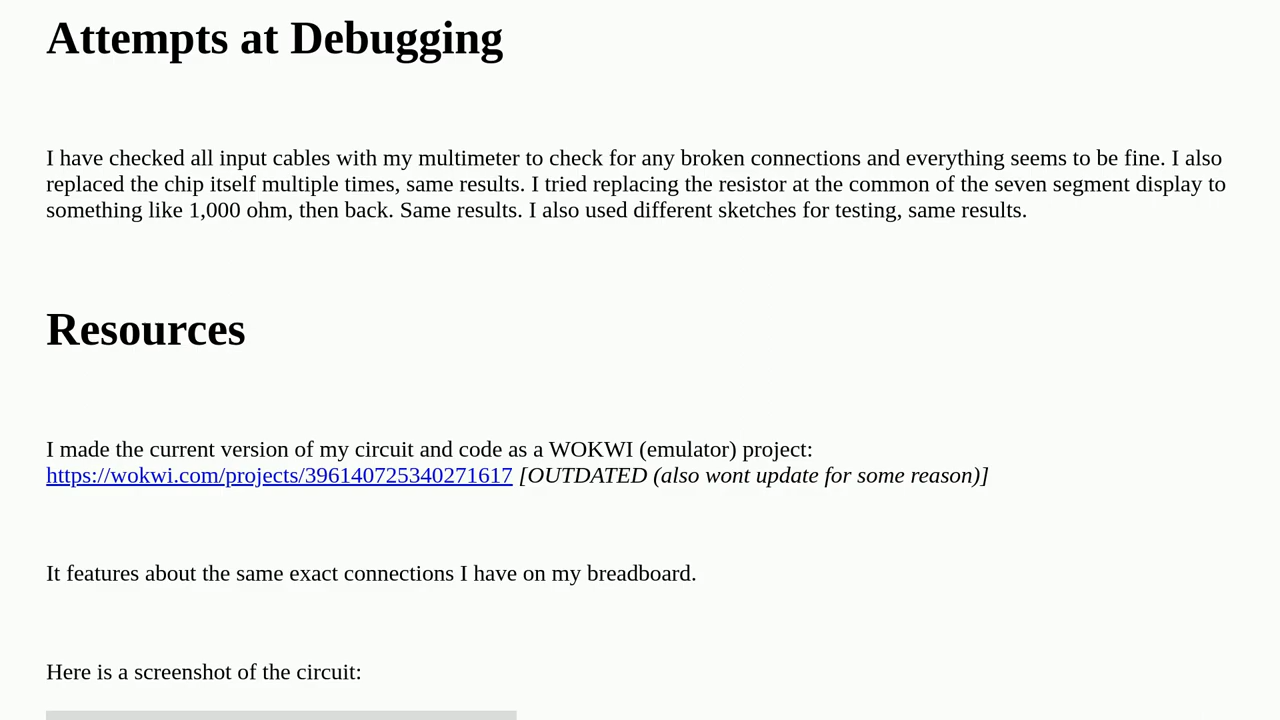 Attempts at Debugging
I have checked all input cables with my multimeter to check for any broken connections and everything seems to be fine. I also
replaced the chip itself multiple times, same results. I tried replacing the resistor at the common of the seven segment display to
something like 1,000 ohm, then back. Same results. I also used different sketches for testing, same results.
Resources
I made the current version of my circuit and code as a WOKWI (emulator) project:
https://wokwi.com/projects/396140725340271617 [OUTDATED (also wont update for some reason)]
It features about the same exact connections I have on my breadboard.
Here is a screenshot of the circuit: